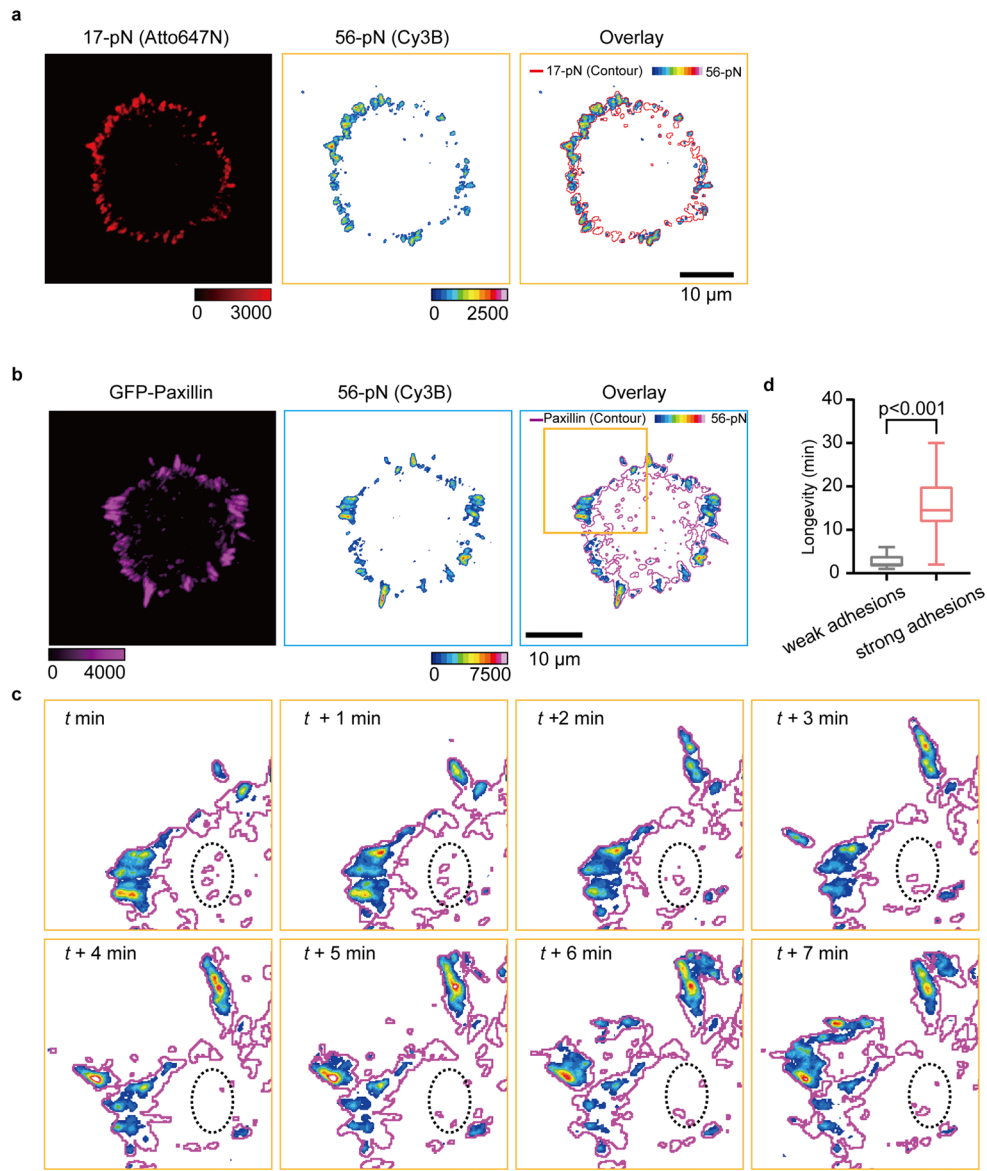 a
17-pN (Atto647N)
56-pN (Cy3B)
Overlay
17-pN (Contour)
56-pN
0 3000
0 2500
10 µm
b
GFP-Paxillin
56-pN (Cy3B)
Overlay
Paxillin (Contour)
56-pN
0 4000
10 µm
0 7500
d
p<0.001
Longevity (min)
40
30
20
10
0
weak adhesions
strong adhesions
c
t min
t + 1 min
t +2 min
t + 3 min
t + 4 min
t + 5 min
t + 6 min
t + 7 min